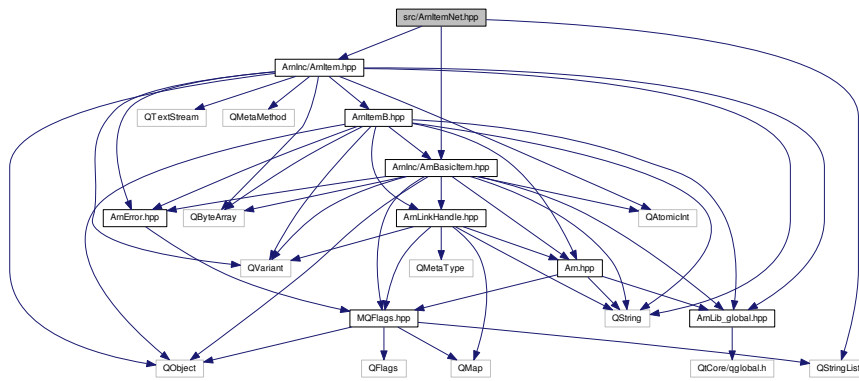 src/ArnItemNet.hpp
ArnInc/ArnItem.hpp
QTextStream
QMetaMethod
ArnItemB.hpp
ArnInc/ArnBasicItem.hpp
ArnError.hpp
QByteArray
ArnLinkHandle.hpp
QAtomicInt
QVariant
QMetaType
Arn.hpp
MQFlags.hpp
QString
ArnLib_global.hpp
QObject
QFlags
QMap
QtCore/qglobal.h
QStringList